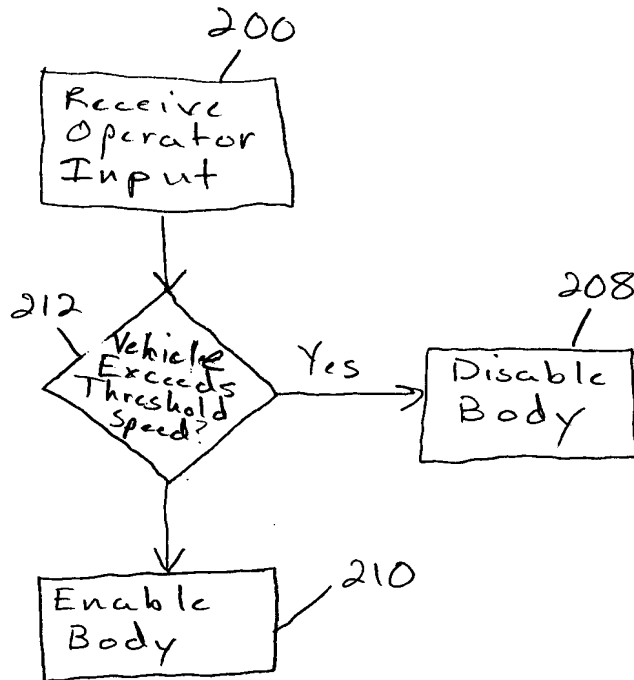 200
Receive
Operator
Input
212
Vehicle
Exceeds
Threshold
Speed?
Yes
208
Disable
Body
Enable
Body
210